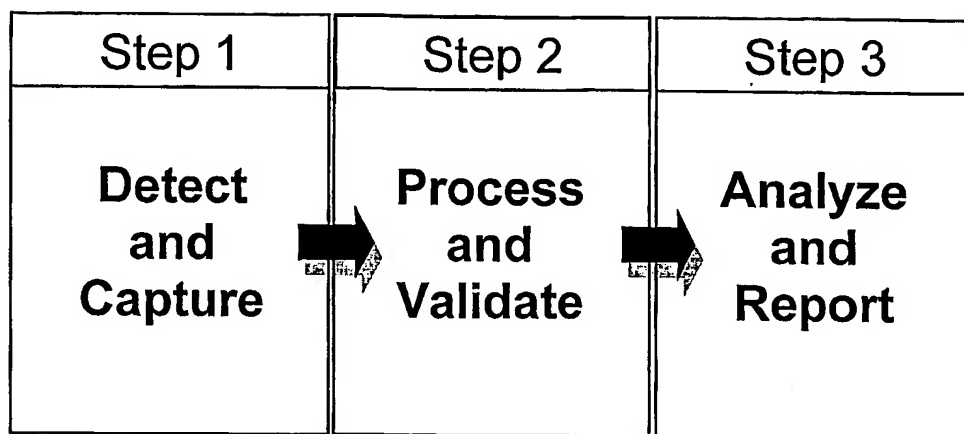 Step 1
Step 2
Step 3
Detect
and
Capture
Process
and
Validate
Analyze
and
Report